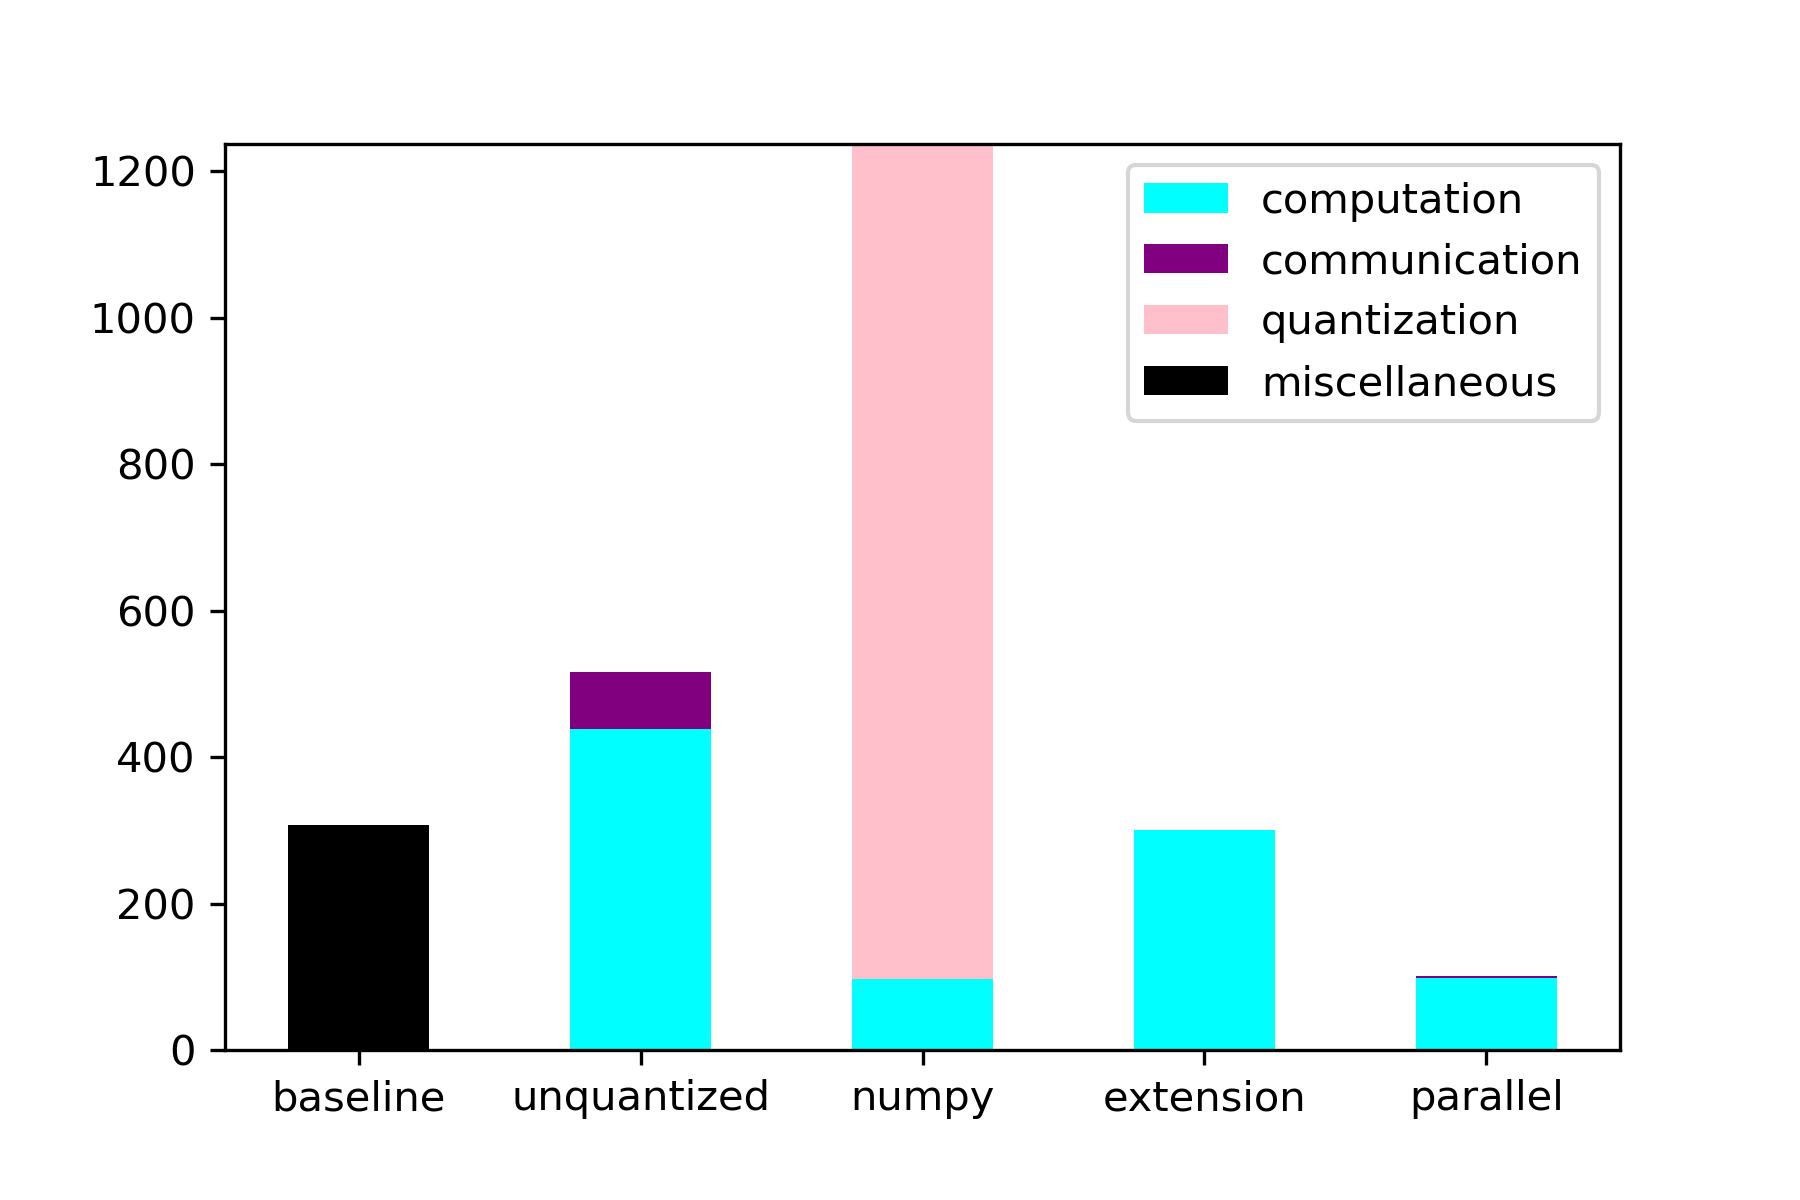 1200
1000
800
600
400
200
0
baseline unquantized numpy extension parallel
computation
communication
quantization
miscellaneous